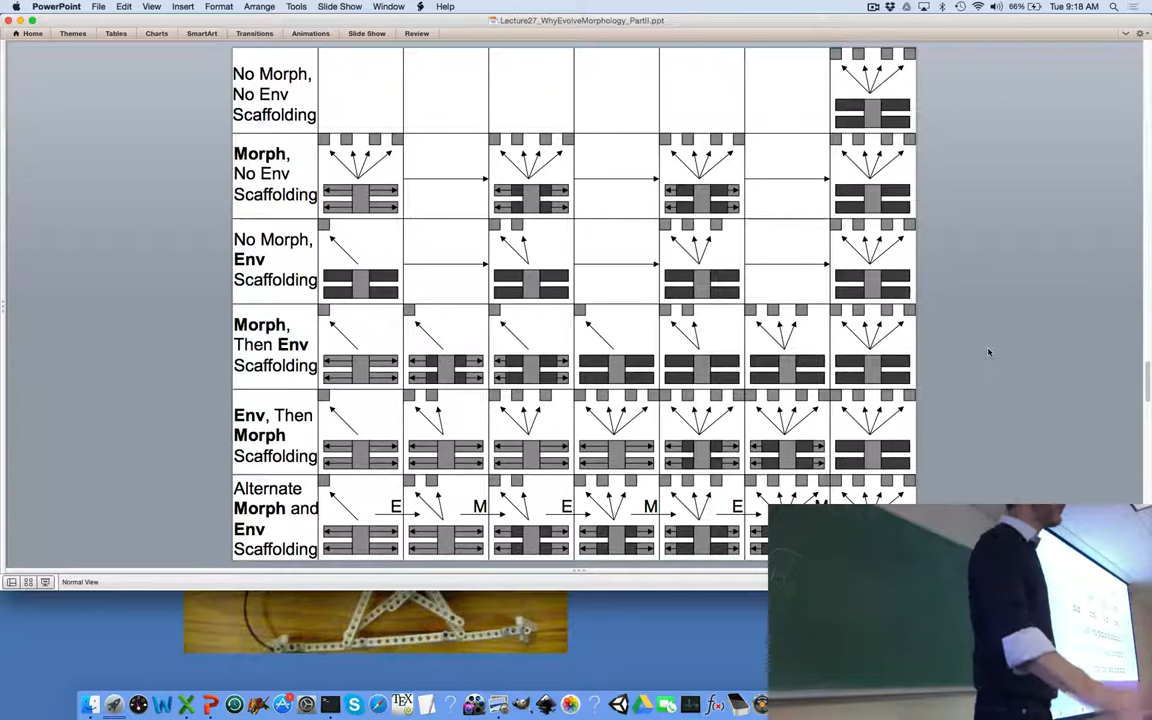 PowerPoint File Edit View Insert Format Arrange Tools Slide Show Window Help 66% Tue 9:18 AM
Lecture27_WhyEvolveMorphology_PartII.ppt
Home Themes Tables Charts SmartArt Transitions Animations Slide Show Review
No Morph,
No Env
Scaffolding
Morph,
No Env
Scaffolding
No Morph,
Env
Scaffolding
Morph,
Then Env
Scaffolding
Env, Then
Morph
Scaffolding
Alternate
Morph and
Env
Scaffolding
E M E M E
Normal View